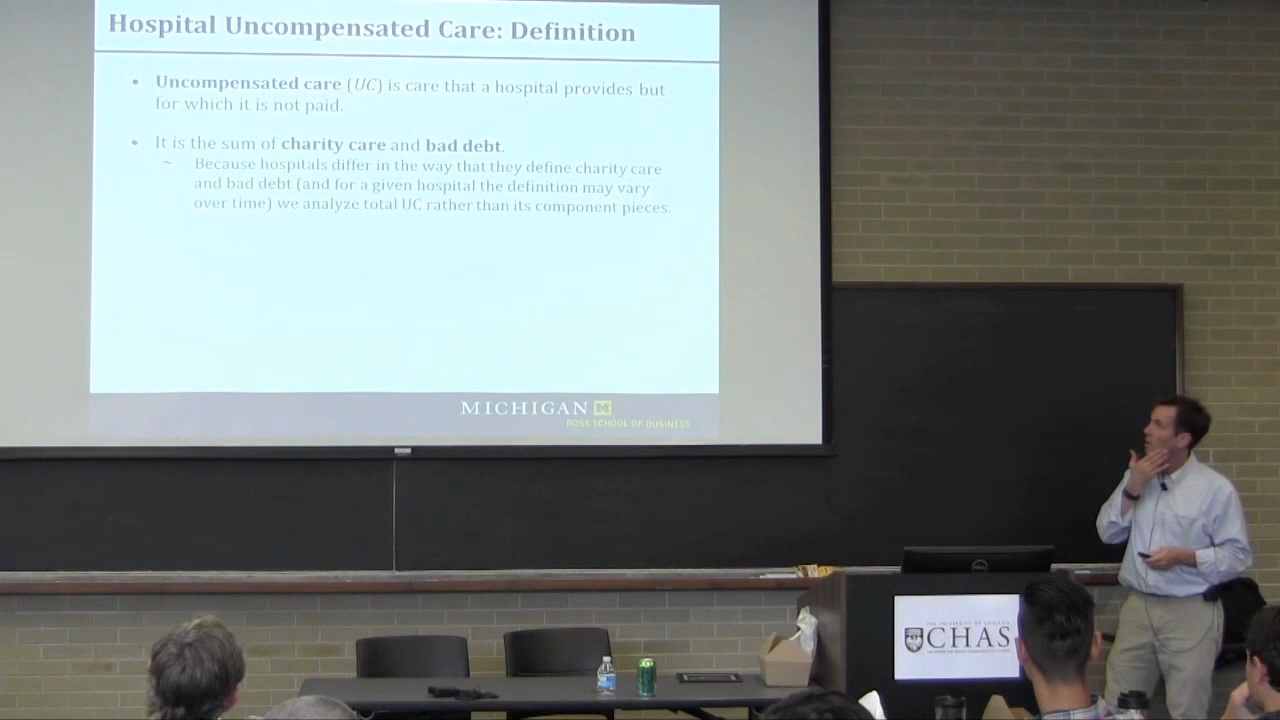 Hospital Uncompensated Care: Definition
• Uncompensated care (UC) is care that a hospital provides but
for which it is not paid.
• It is the sum of charity care and bad debt.
~ Because hospitals differ in the way that they define charity care
and bad debt (and for a given hospital the definition may vary
over time) we analyze total UC rather than its component pieces.
MICHIGAN M
ROSS SCHOOL OF BUSINESS
DELL
THE UNIVERSITY OF CHICAGO
CHAS